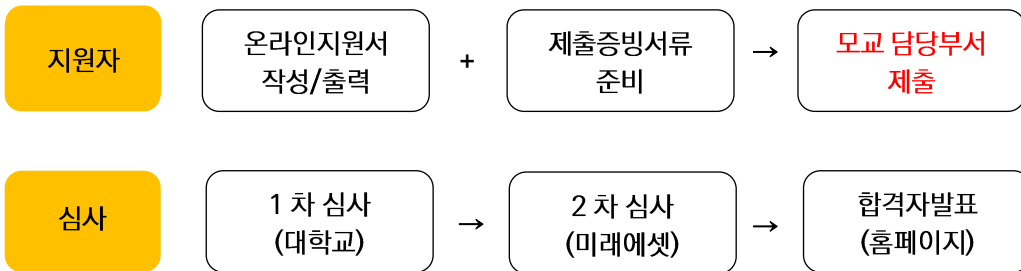 지원자
온라인지원서
작성/출력
+
제출증빙서류
준비
→
모교 담당부서
제출
심사
1 차 심사
(대학교)
→
2 차 심사
(미래에셋)
→
합격자발표
(홈페이지)